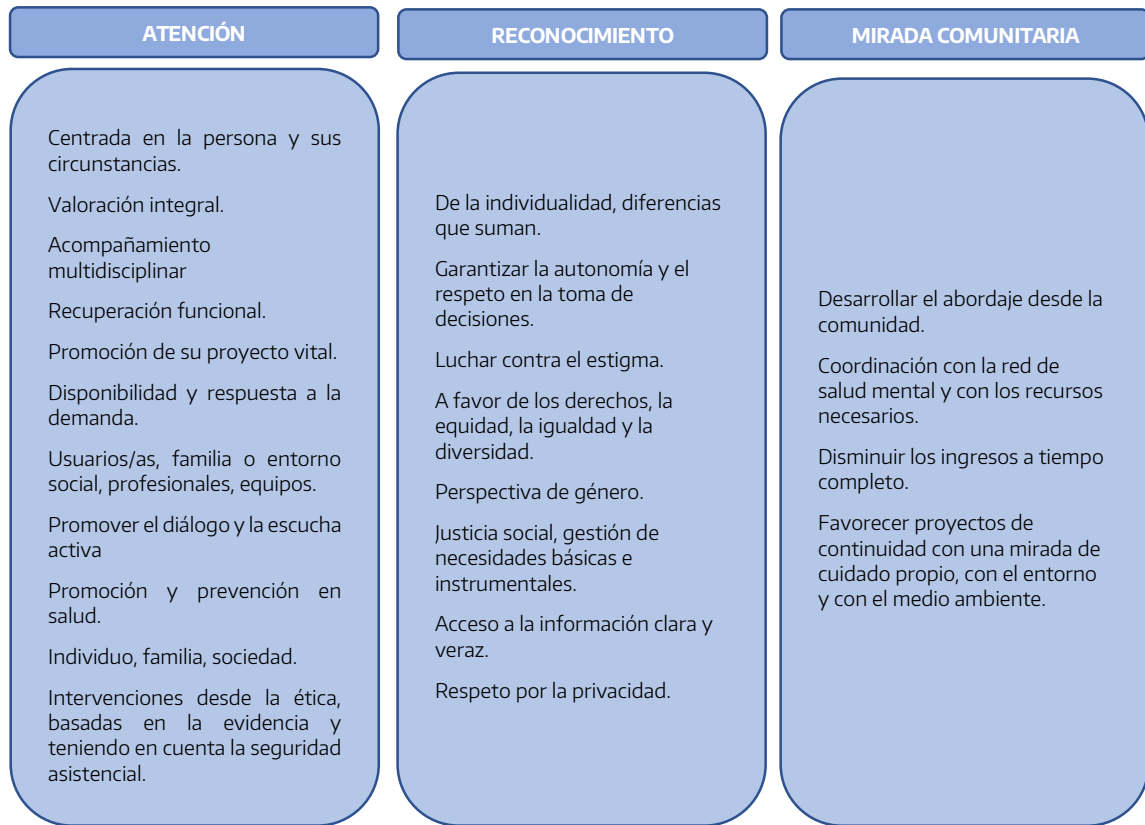 ATENCIÓN
Centrada en la persona y sus
circunstancias.
Valoración integral.
Acompañamiento
multidisciplinar
Recuperación funcional.
Promoción de su proyecto vital.
Disponibilidad y respuesta a la
demanda.
Usuarios/as, familia o entorno
social, profesionales, equipos.
Promover el diálogo y la escucha
activa
Promoción y prevención en
salud.
Individuo, familia, sociedad.
Intervenciones desde la ética,
basadas en la evidencia y
teniendo en cuenta la seguridad
asistencial.
RECONOCIMIENTO
De la individualidad, diferencias
que suman.
Garantizar la autonomía y el
respeto en la toma de
decisiones.
Luchar contra el estigma.
A favor de los derechos, la
equidad, la igualdad y la
diversidad.
Perspectiva de género.
Justicia social, gestión de
necesidades básicas e
instrumentales.
Acceso a la información clara y
veraz.
Respeto por la privacidad.
MIRADA COMUNITARIA
Desarrollar el abordaje desde la
comunidad.
Coordinación con la red de
salud mental y con los recursos
necesarios.
Disminuir los ingresos a tiempo
completo.
Favorecer proyectos de
continuidad con una mirada de
cuidado propio, con el entorno
y con el medio ambiente.